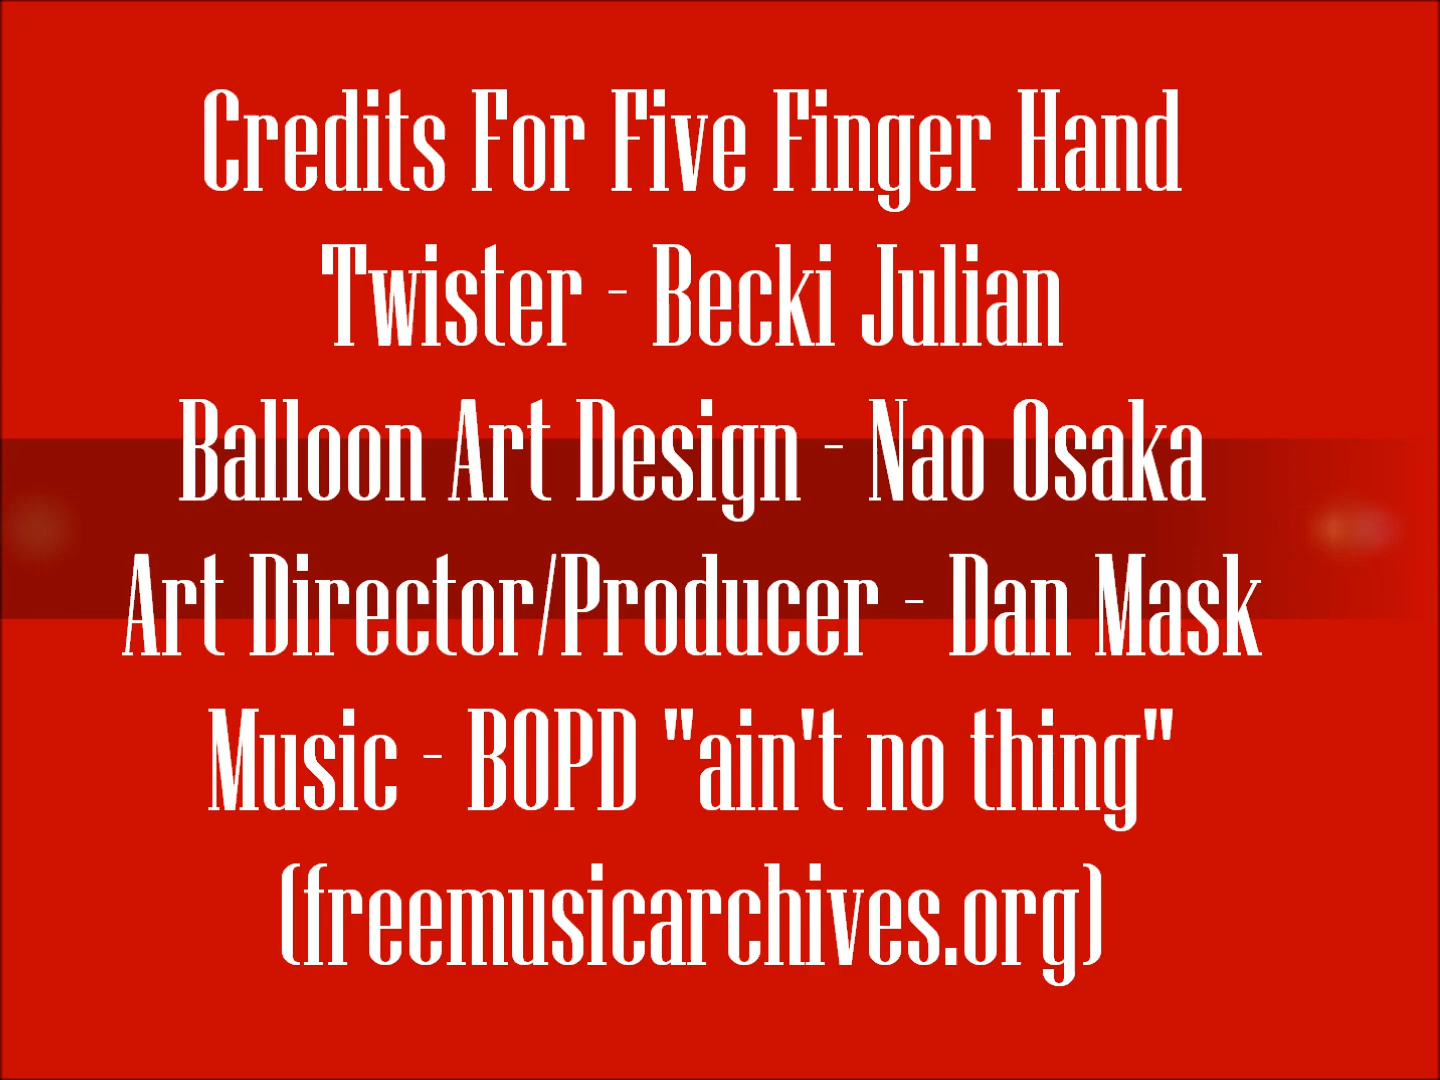 Credits For Five Finger Hand
Twister - Becki Julian
Balloon Art Design - Nao Osaka
Art Director/Producer - Dan Mask
Music - BOPD "ain't no thing"
(freemusicarchives.org)